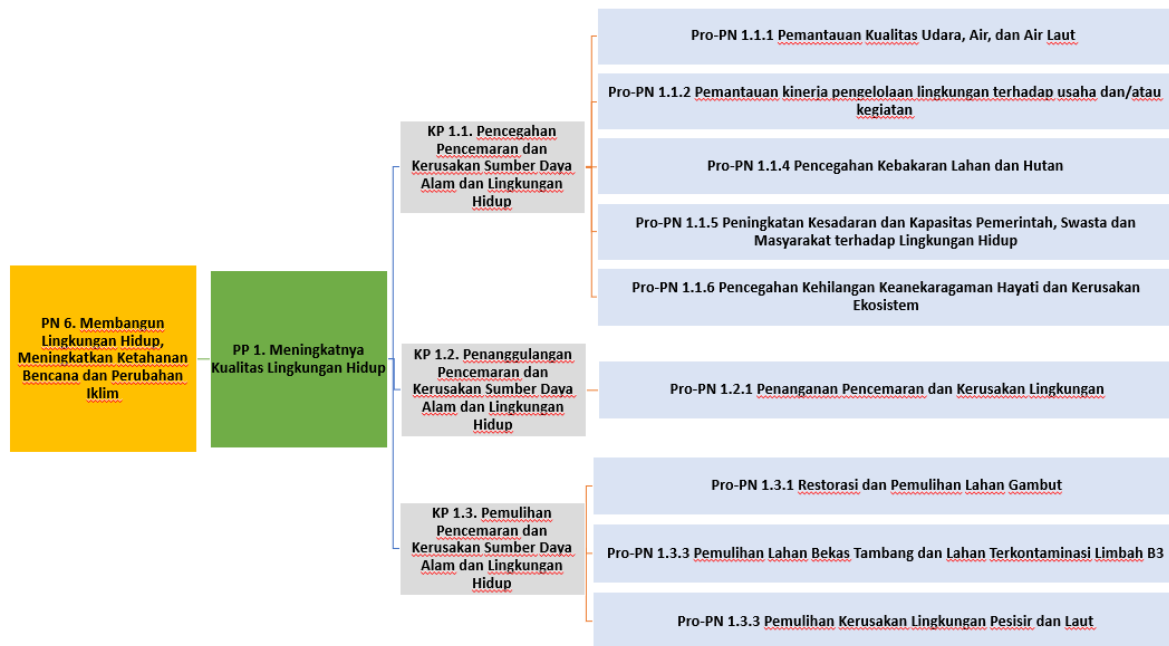 PN 6. Membangun
Lingkungan Hidup,
Meningkatkan Ketahanan
Bencana dan Perubahan
Iklim
PP 1. Meningkatnya
Kualitas Lingkungan Hidup
KP 1.1. Pencegahan
Pencemaran dan
Kerusakan Sumber Daya
Alam dan Lingkungan
Hidup
Pro-PN 1.1.1 Pemantauan Kualitas Udara, Air, dan Air Laut
Pro-PN 1.1.2 Pemantauan kinerja pengelolaan lingkungan terhadap usaha dan/atau
kegiatan
Pro-PN 1.1.4 Pencegahan Kebakaran Lahan dan Hutan
Pro-PN 1.1.5 Peningkatan Kesadaran dan Kapasitas Pemerintah, Swasta dan
Masyarakat terhadap Lingkungan Hidup
Pro-PN 1.1.6 Pencegahan Kehilangan Keanekaragaman Hayati dan Kerusakan
Ekosistem
KP 1.2. Penanggulangan
Pencemaran dan
Kerusakan Sumber Daya
Alam dan Lingkungan
Hidup
Pro-PN 1.2.1 Penanganan Pencemaran dan Kerusakan Lingkungan
KP 1.3. Pemulihan
Pencemaran dan
Kerusakan Sumber Daya
Alam dan Lingkungan
Hidup
Pro-PN 1.3.1 Restorasi dan Pemulihan Lahan Gambut
Pro-PN 1.3.3 Pemulihan Lahan Bekas Tambang dan Lahan Terkontaminasi Limbah B3
Pro-PN 1.3.3 Pemulihan Kerusakan Lingkungan Pesisir dan Laut